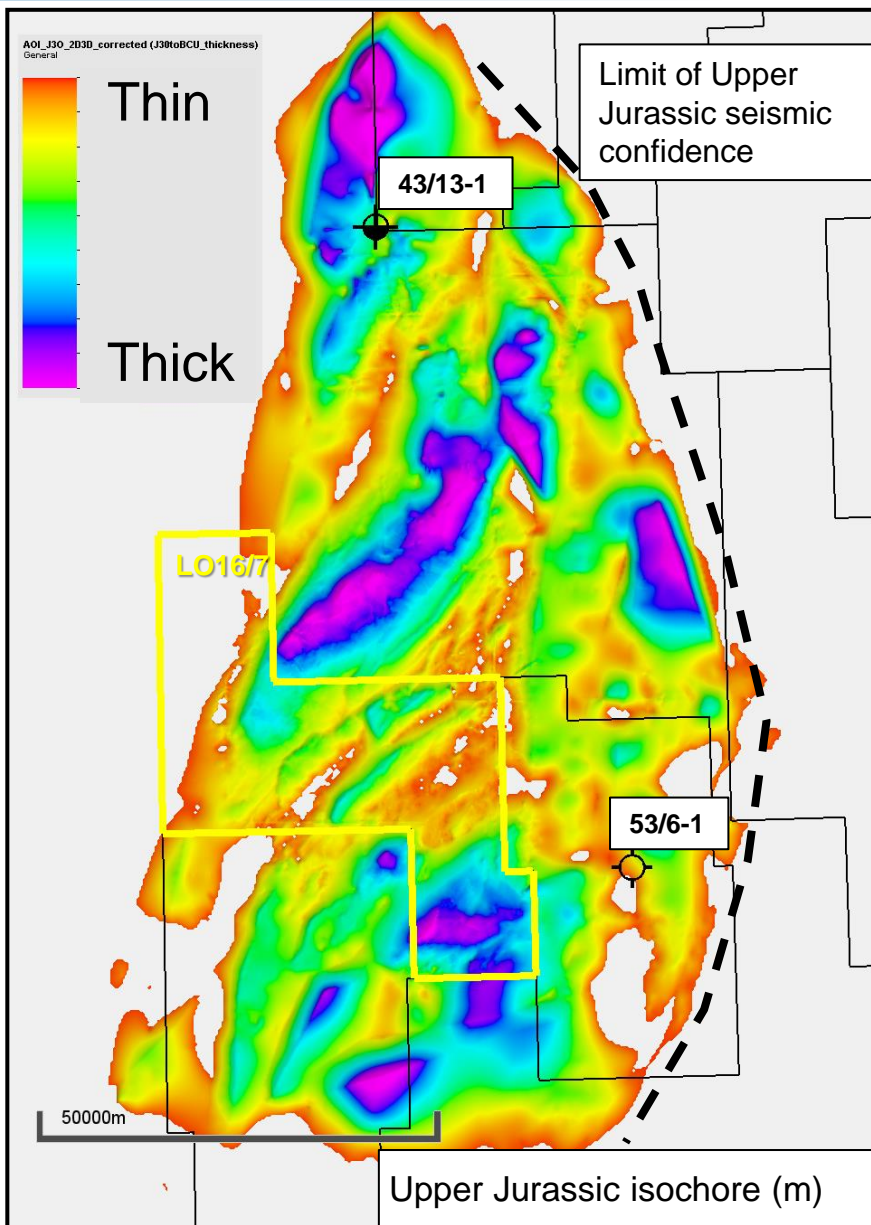 AOI_J30_2D3D_corrected (J30toBCU_thickness)
General
Thin
Thick
Limit of Upper
Jurassic seismic
confidence
43/13-1
LO16/7
53/6-1
50000m
Upper Jurassic isochore (m)